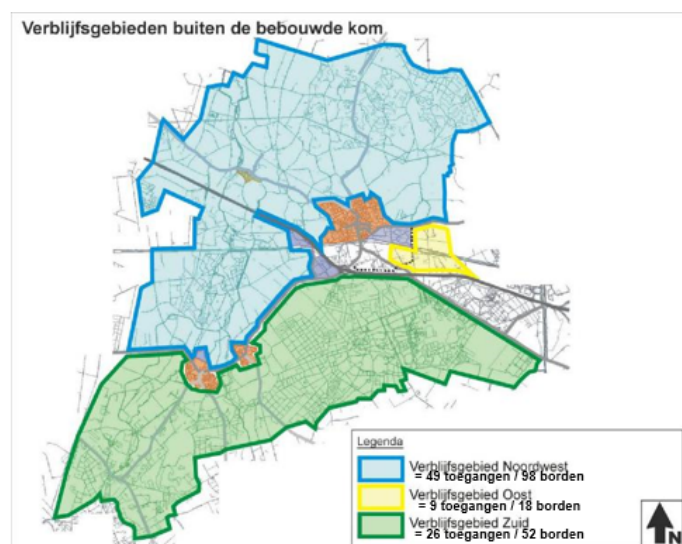 Verblijfsgebieden buiten de bebouwde kom
Legenda
Verblijfsgebied Noordwest
= 49 toegangen / 98 borden
Verblijfsgebied Oost
= 9 toegangen / 18 borden
Verblijfsgebied Zuid
= 26 toegangen / 52 borden
N